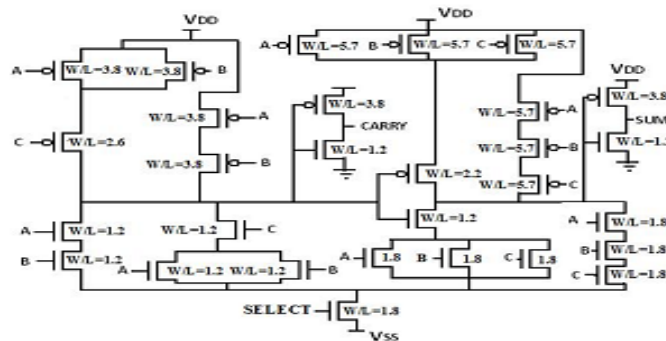 VDD
VDD
A W/L=5.7 B W/L=5.7 C W/L=5.7
A W/L=3.8 W/L=3.8 B
VDD
W/L=3.8 A
W/L=3.8
W/L=5.7 A
W/L=3.8
CARRY
SUM
C W/L=2.6
W/L=3.8 B
W/L=1.2
W/L=5.7 B
W/L=1.
W/L=2.2
W/L=5.7 C
A W/L=1.2
W/L=1.2 C
W/L=1.2
A W/L=1.8
B W/L=1.2
A W/L=1.2 W/L=1.2 B
A 1.8 B 1.8 C 1.8
B W/L=1.8
C W/L=1.8
SELECT W/L=1.8
VSS